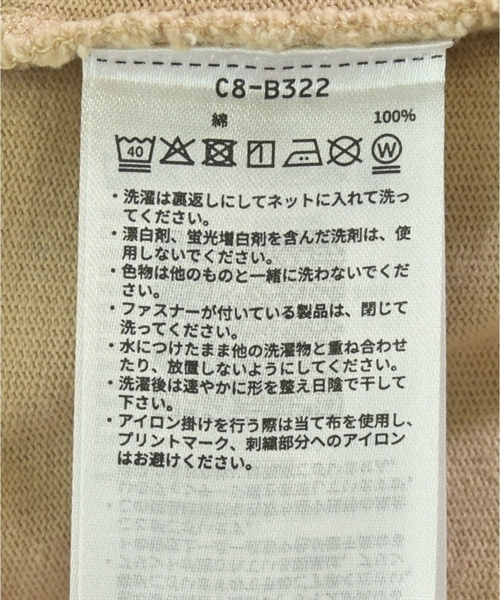 C8-B322
綿 100%
40 W
・洗濯は裏返しにしてネットに入れて洗っ
てください。
・漂白剤、蛍光増白剤を含んだ洗剤は、使
用しないでください。
・色物は他のものと一緒に洗わないでくだ
さい。
・ファスナーが付いている製品は、閉じて
洗ってください。
・水につけたまま他の洗濯物と重ね合わせ
たり、放置しないようにしてください。
・洗濯後は速やかに形を整え日陰で干して
下さい。
・アイロン掛けを行う際は当て布を使用し、
プリントマーク、刺繍部分へのアイロン
はお避けください。